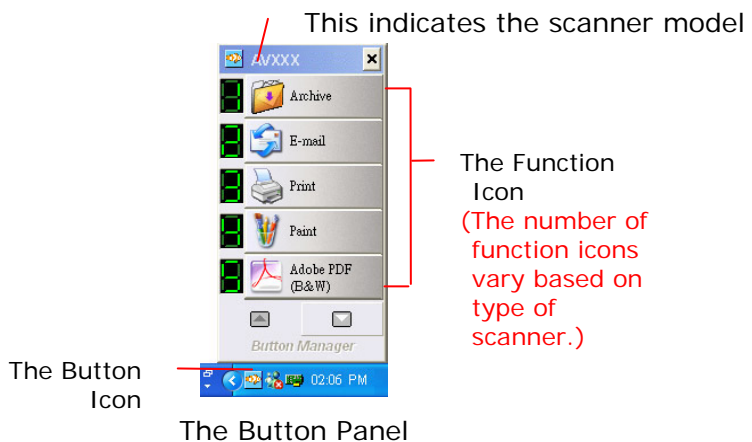 This indicates the scanner model
AVXXX
Archive
E-mail
Print
Paint
Adobe PDF
(B&W)
Button Manager
02:06 PM
The Function
Icon
(The number of
function icons
vary based on
type of
scanner.)
The Button
Icon
The Button Panel